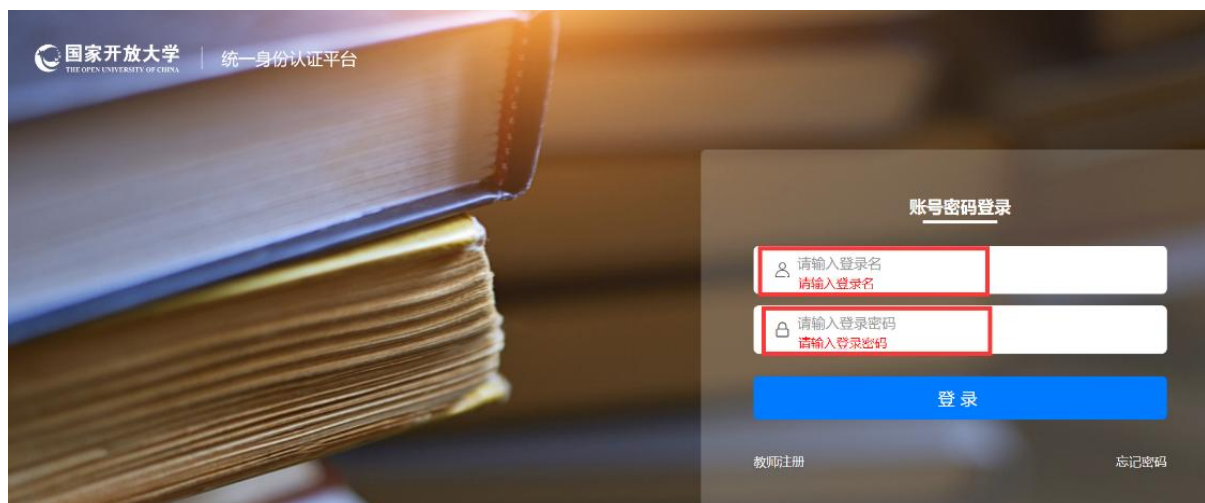 国家开放大学
THE OPEN UNIVERSITY OF CHINA
统一身份认证平台
账号密码登录
请输入登录名
请输入登录名
请输入登录密码
请输入登录密码
登录
教师注册
忘记密码